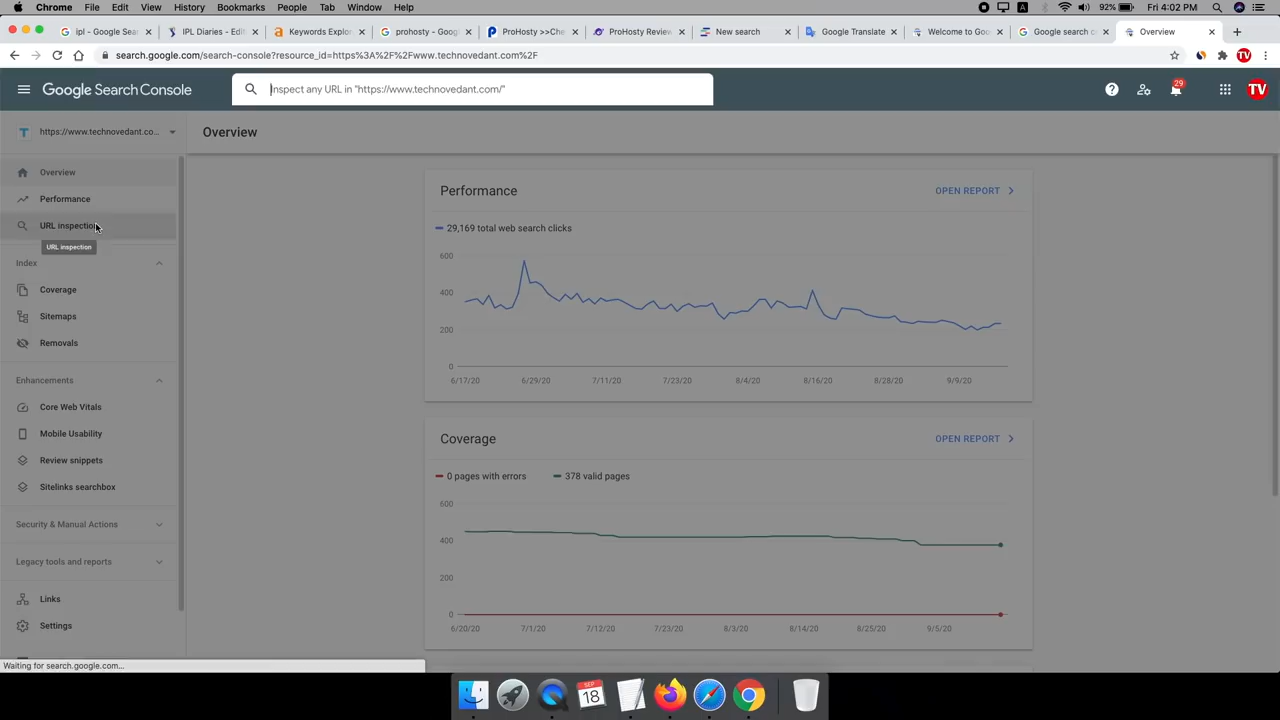 Chrome File Edit View History Bookmarks People Tab Window Help 92% Fri 4:02 PM
ipl - Google Sea
IPL Diaries - Edit
Keywords Explor
prohosty - Goog
ProHosty >>Che
ProHosty Review
New search
Google Translate
Welcome to Goo
Google search c
Overview
search.google.com/search-console?resource_id=https%3A%2F%2Fwww.technovedant.com%2F
TV
Google Search Console
Inspect any URL in "https://www.technovedant.com/"
29
TV
T
https://www.technovedant.co...
Overview
Overview
Performance
URL inspection
URL inspection
Index
Coverage
Sitemaps
Removals
Enhancements
Core Web Vitals
Mobile Usability
Review snippets
Sitelinks searchbox
Security & Manual Actions
Legacy tools and reports
Links
Settings
Performance
OPEN REPORT
29,169 total web search clicks
600
400
200
0
6/17/20 6/29/20 7/11/20 7/23/20 8/4/20 8/16/20 8/28/20 9/9/20
Coverage
OPEN REPORT
0 pages with errors 378 valid pages
600
400
200
0
6/20/20 7/1/20 7/12/20 7/23/20 8/3/20 8/14/20 8/25/20 9/5/20
Waiting for search.google.com...
SEP
18